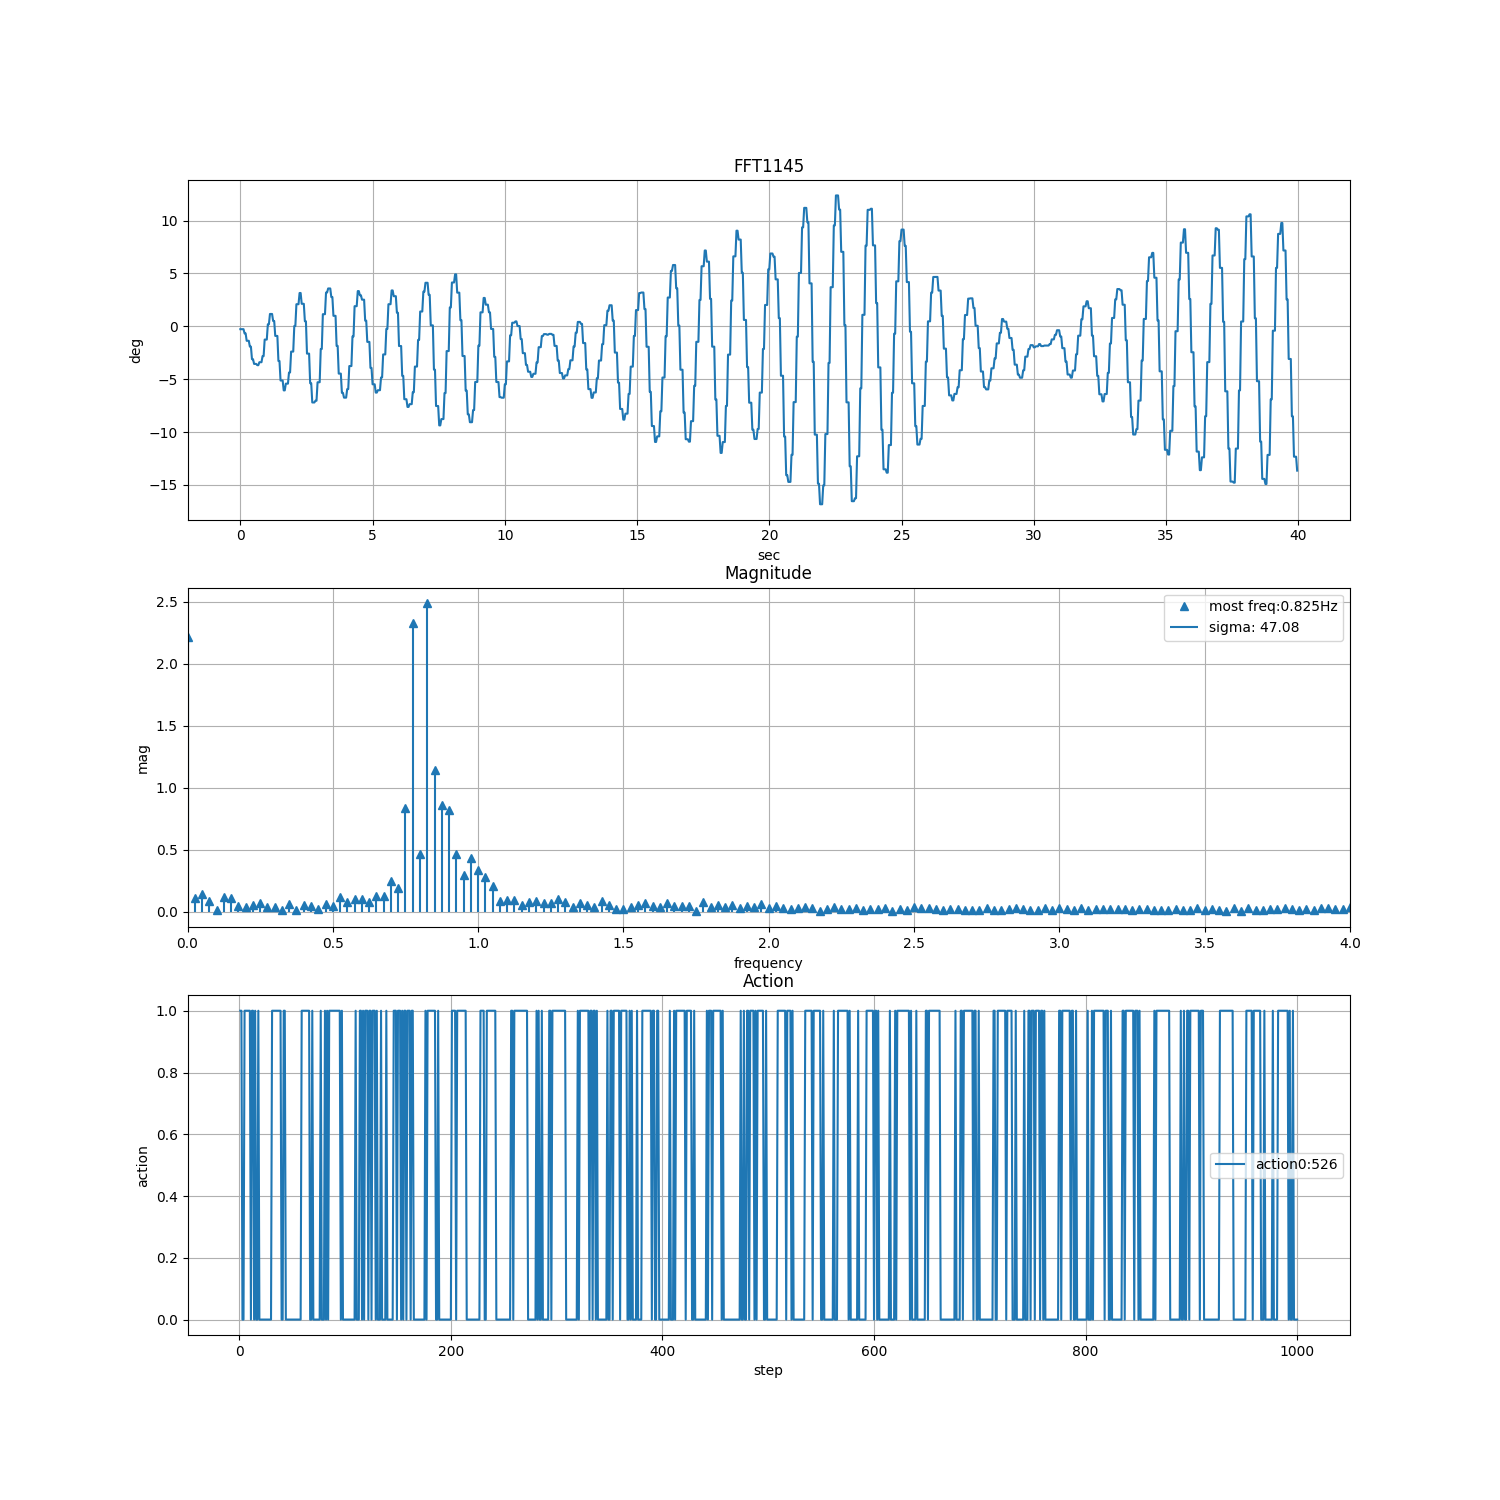 FFT1145
10
5
0
−5
−10
−15
deg
0 5 10 15 20 25 30 35 40
sec
Magnitude
2.5
2.0
1.5
1.0
0.5
0.0
mag
most freq:0.825Hz
sigma: 47.08
0.0 0.5 1.0 1.5 2.0 2.5 3.0 3.5 4.0
frequency
Action
1.0
0.8
0.6
0.4
0.2
0.0
action
action0:526
0 200 400 600 800 1000
step